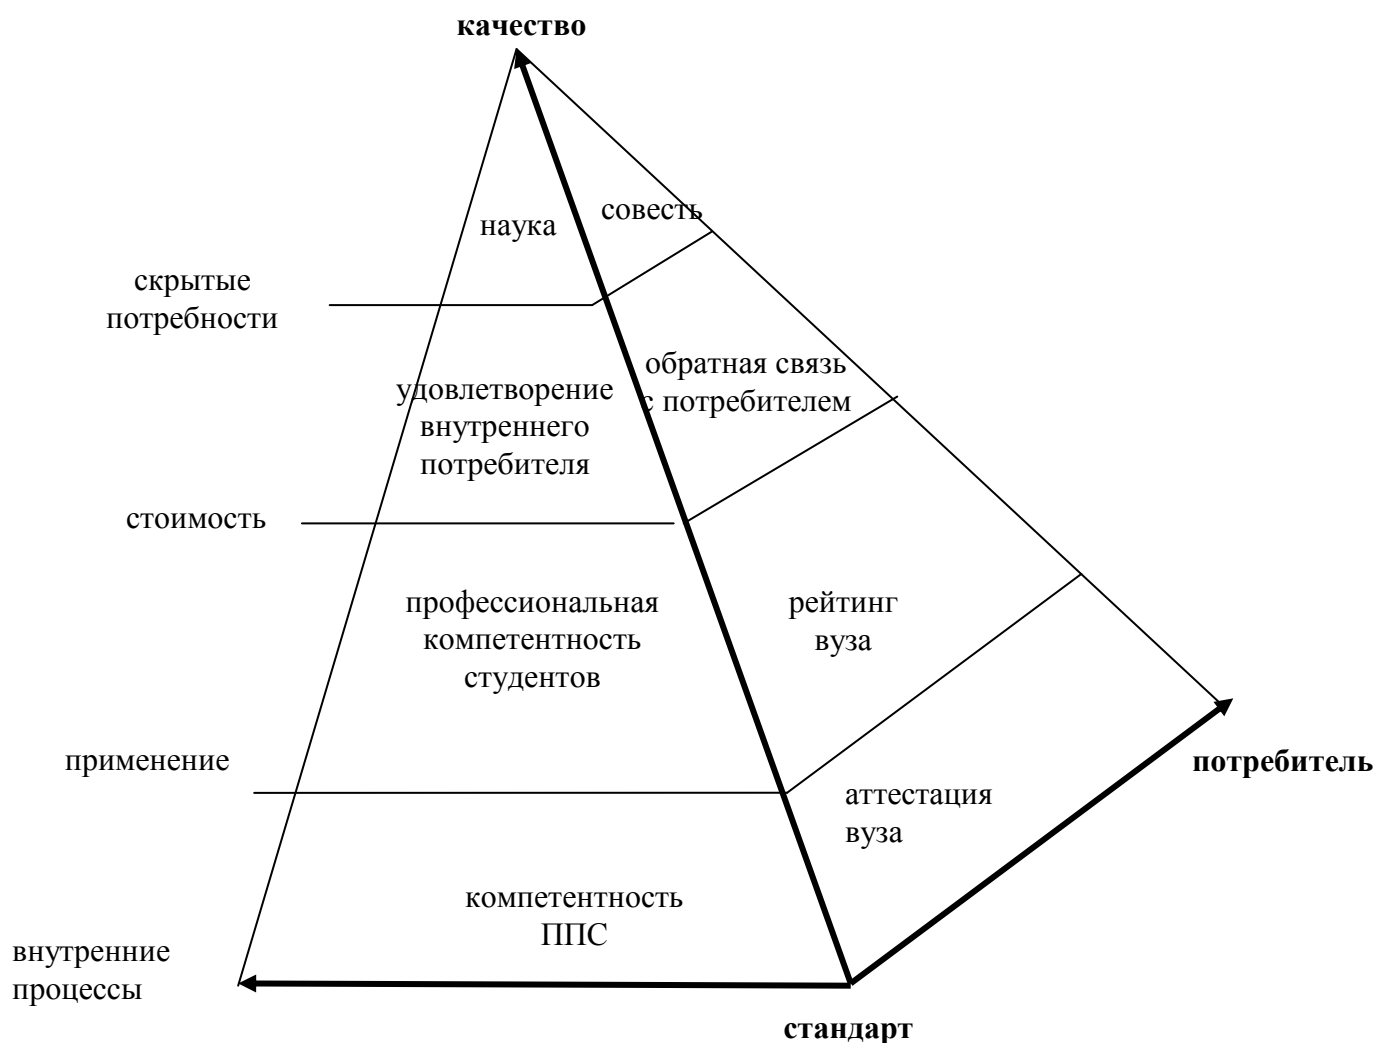 качество
наука
совесть
скрытые
потребности
удовлетворение
внутреннего
потребителя
обратная связь
с потребителем
стоимость
профессиональная
компетентность
студентов
рейтинг
вуза
применение
потребитель
аттестация
вуза
компетентность
ППС
внутренние
процессы
стандарт